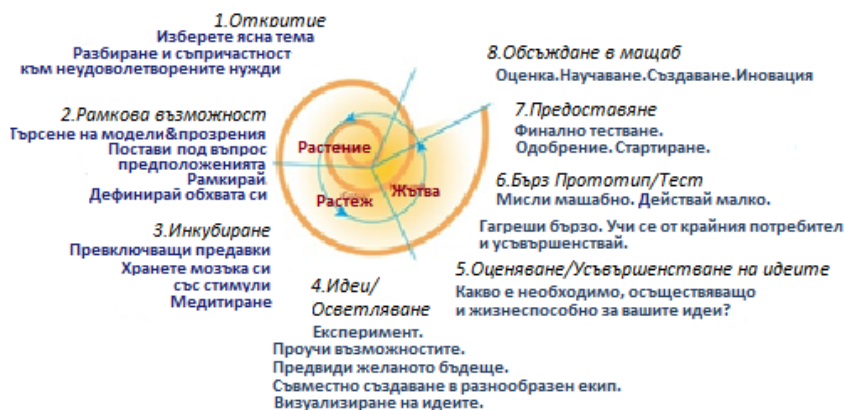 1.Откритие
Изберете ясна тема
Разбиране и съпричастност
към неудоволетворените нужди
2.Рамкова възможност
Търсене на модели&прозрения
Постави под въпрос
предположенията
Рамкирай
Дефинирай обхвата си
3.Инкубиране
Превключващи предавки
Хранете мозъка си
със стимули
Медитиране
4.Идеи/
Осветляване
Експеримент.
Проучи възможностите.
Предвиди желаното бъдеще.
Съвместно създаване в разнообразен екип.
Визуализиране на идеите.
5.Оценяване/Усъвършенстване на идеите
Какво е необходимо, осъществяващо
и жизнеспособно за вашите идеи?
6.Бърз Прототип/Тест
Мисли машабно. Действай малко.
Гагреши бързо. Учи се от крайния потребител
и усъвършенствай.
7.Предоставяне
Финално тестване.
Одобрение. Стартиране.
8.Обсъждане в мащаб
Оценка.Научаване.Създаване.Иновация
Растение
Растеж
Жътва